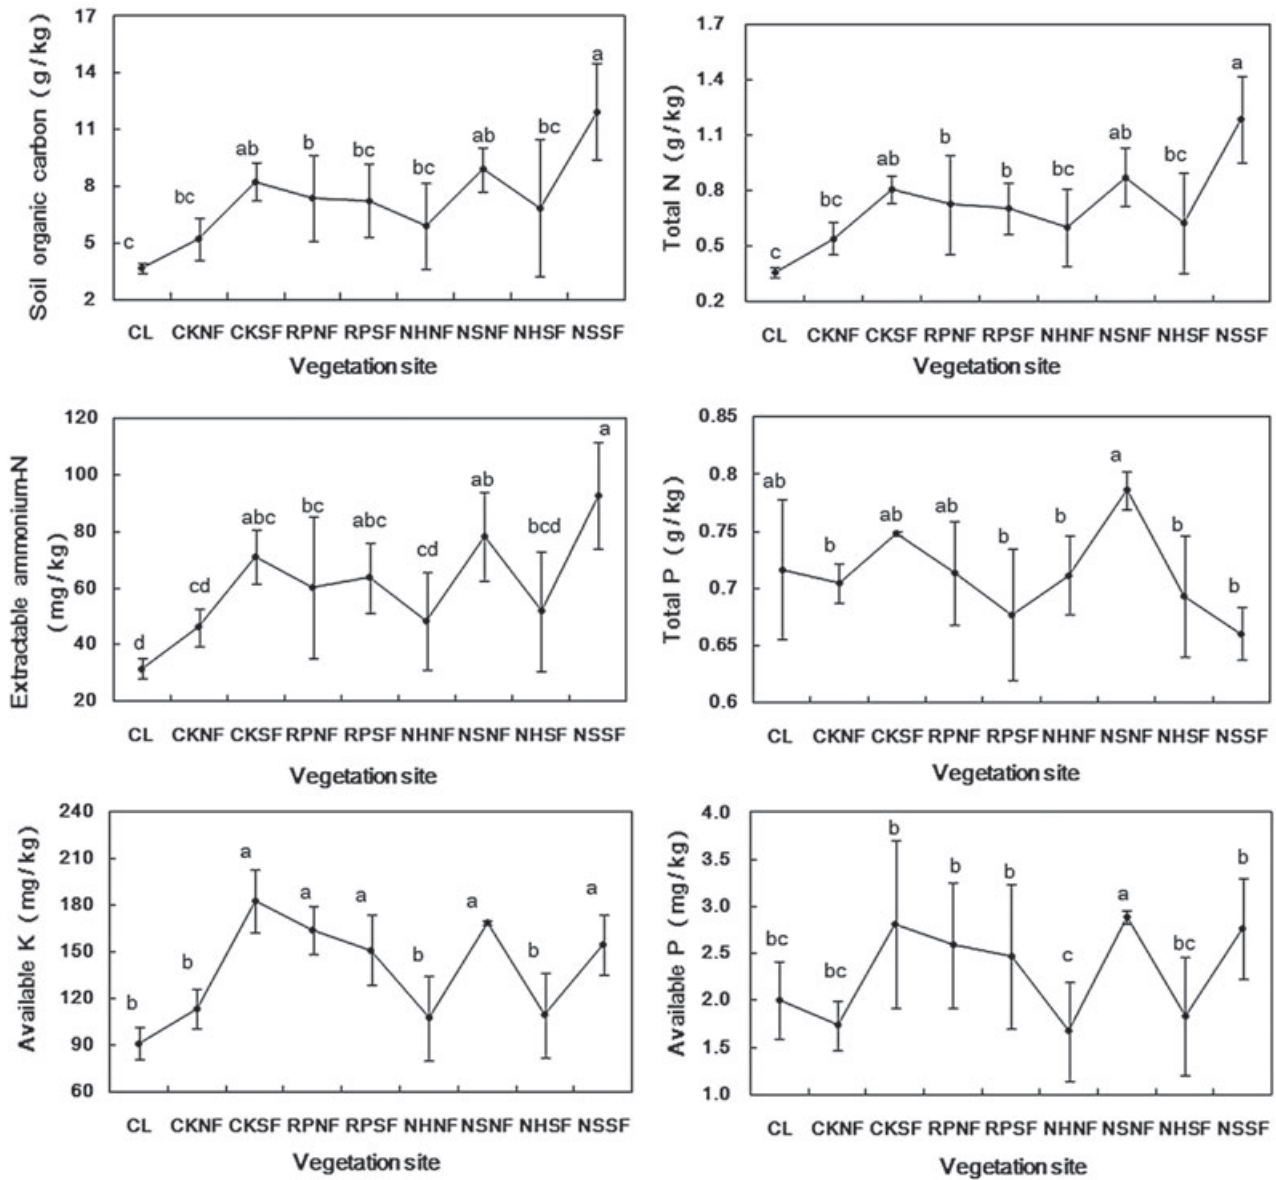 Soil organic carbon (g/kg)
17
14
11
8
5
2
c
bc
ab
b
bc
bc
ab
bc
a
CL CKNF CKSF RPNF RPSF NHNF NSNF NHSF NSSF
Vegetation site
Total N (g/kg)
1.7
1.4
1.1
0.8
0.5
0.2
c
bc
ab
b
b
bc
ab
bc
a
CL CKNF CKSF RPNF RPSF NHNF NSNF NHSF NSSF
Vegetation site
Extractable ammonium-N
(mg/kg)
120
100
80
60
40
20
d
cd
abc
bc
abc
cd
ab
bcd
a
CL CKNF CKSF RPNF RPSF NHNF NSNF NHSF NSSF
Vegetation site
Total P (g/kg)
0.85
0.8
0.75
0.7
0.65
0.6
ab
b
ab
ab
b
b
a
b
b
CL CKNF CKSF RPNF RPSF NHNF NSNF NHSF NSSF
Vegetation site
Available K (mg/kg)
240
210
180
150
120
90
60
b
b
a
a
a
b
a
b
a
CL CKNF CKSF RPNF RPSF NHNF NSNF NHSF NSSF
Vegetation site
Available P (mg/kg)
4.0
3.5
3.0
2.5
2.0
1.5
1.0
bc
bc
b
b
b
c
a
bc
b
CL CKNF CKSF RPNF RPSF NHNF NSNF NHSF NSSF
Vegetation site